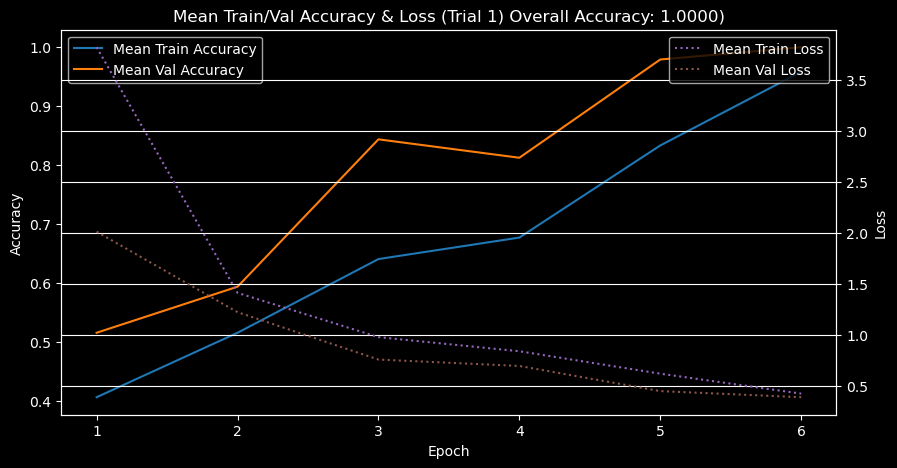 Mean Train/Val Accuracy & Loss (Trial 1) Overall Accuracy: 1.0000)
Mean Train Accuracy
Mean Val Accuracy
Mean Train Loss
Mean Val Loss
1.0
0.9
0.8
0.7
0.6
0.5
0.4
Accuracy
3.5
3.0
2.5
2.0
1.5
1.0
0.5
Loss
1 2 3 4 5 6
Epoch